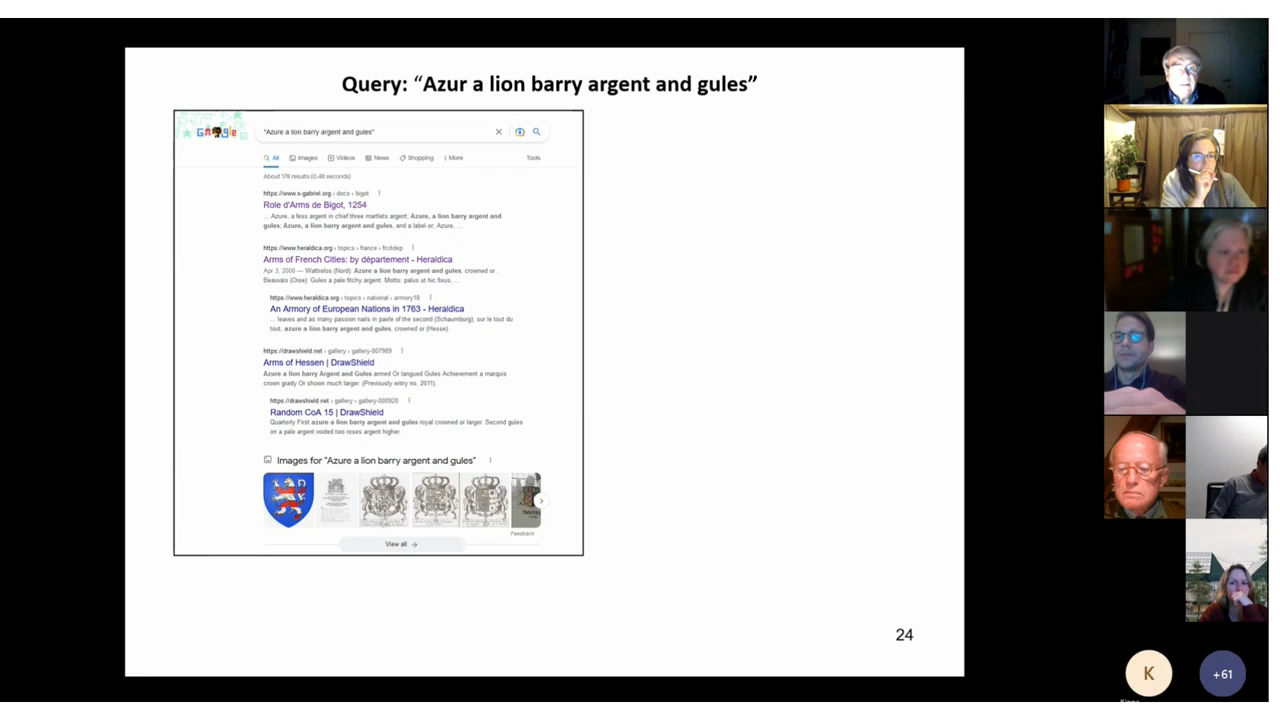 Query: “Azur a lion barry argent and gules”
Google
"Azure a lion barry argent and gules"
All Images Videos News Shopping More Tools
About 178 results (0.46 seconds)
https://www.s-gabriel.org › docs › bigot
Role d'Arms de Bigot, 1254
... Azure, a fess argent in chief three martlets argent; Azure, a lion barry argent and
gules; Azure, a lion barry argent and gules, and a label or; Azure, ...
https://www.heraldica.org › topics › france › frcitdep
Arms of French Cities: by département - Heraldica
Apr 3, 2000 — Wattrelos (Nord): Azure a lion barry argent and gules, crowned or .
Beauvais (Oise): Gules a pale fitchy argent. Motto: palus ut hic fixus, ...
https://www.heraldica.org › topics › national › armory18
An Armory of European Nations in 1763 - Heraldica
... leaves and as many passion nails in pairle of the second (Schaumburg); sur le tout du
tout, azure a lion barry argent and gules, crowned or (Hesse).
https://drawshield.net › gallery › gallery-007989
Arms of Hessen | DrawShield
Azure a lion barry Argent and Gules armed Or langued Gules Achievement a marquis
crown grady Or shown much larger. (Previously entry no. 2011).
https://drawshield.net › gallery › gallery-000920
Random CoA 15 | DrawShield
Quarterly First azure a lion barry argent and gules royal crowned or larger. Second gules
on a pale argent voided two roses argent higher.
Images for "Azure a lion barry argent and gules"
Feedback
View all →
24
K
+61